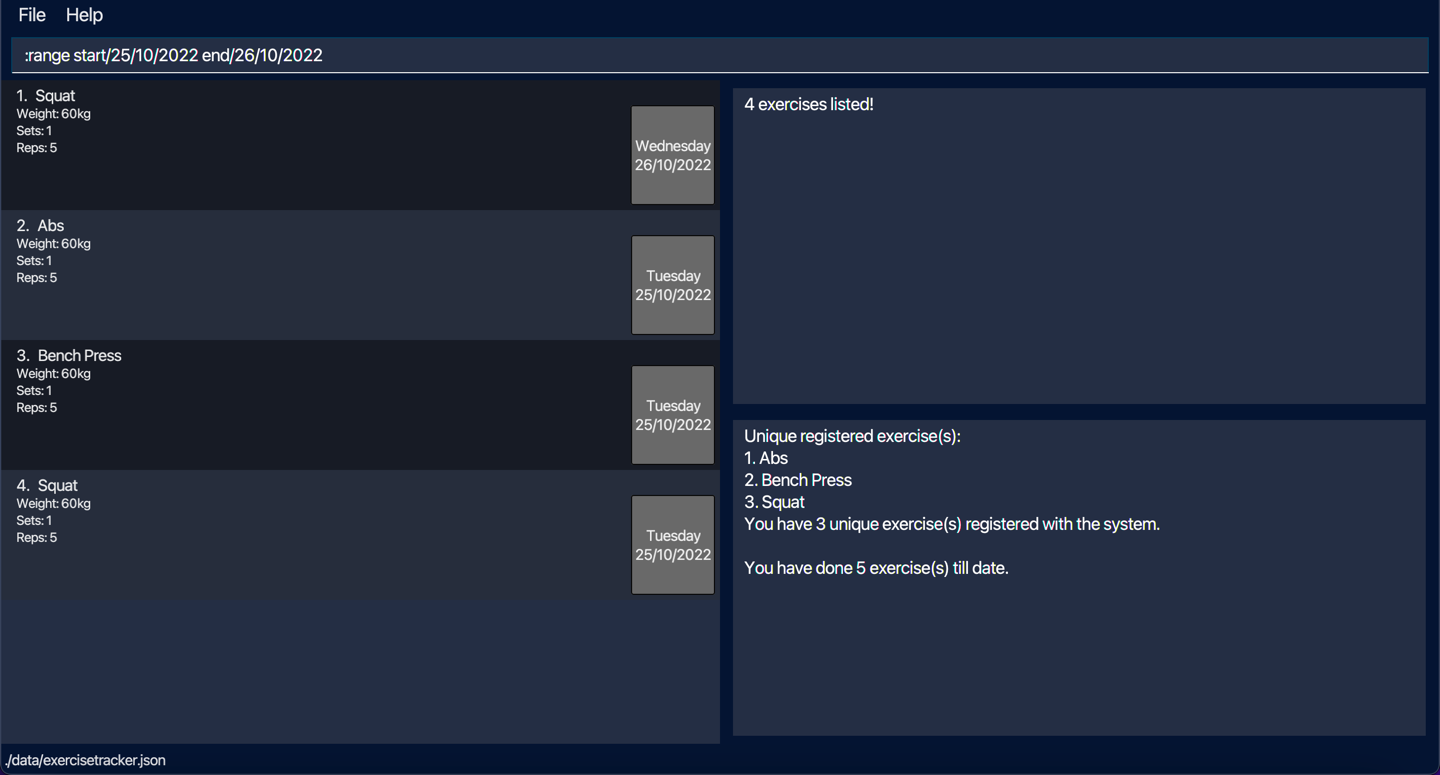 File Help
:range start/25/10/2022 end/26/10/2022
1. Squat
Weight: 60kg
Sets: 1
Reps: 5
Wednesday
26/10/2022
2. Abs
Weight: 60kg
Sets: 1
Reps: 5
Tuesday
25/10/2022
3. Bench Press
Weight: 60kg
Sets: 1
Reps: 5
Tuesday
25/10/2022
4. Squat
Weight: 60kg
Sets: 1
Reps: 5
Tuesday
25/10/2022
4 exercises listed!
Unique registered exercise(s):
1. Abs
2. Bench Press
3. Squat
You have 3 unique exercise(s) registered with the system.
You have done 5 exercise(s) till date.
./data/exercisetracker.json